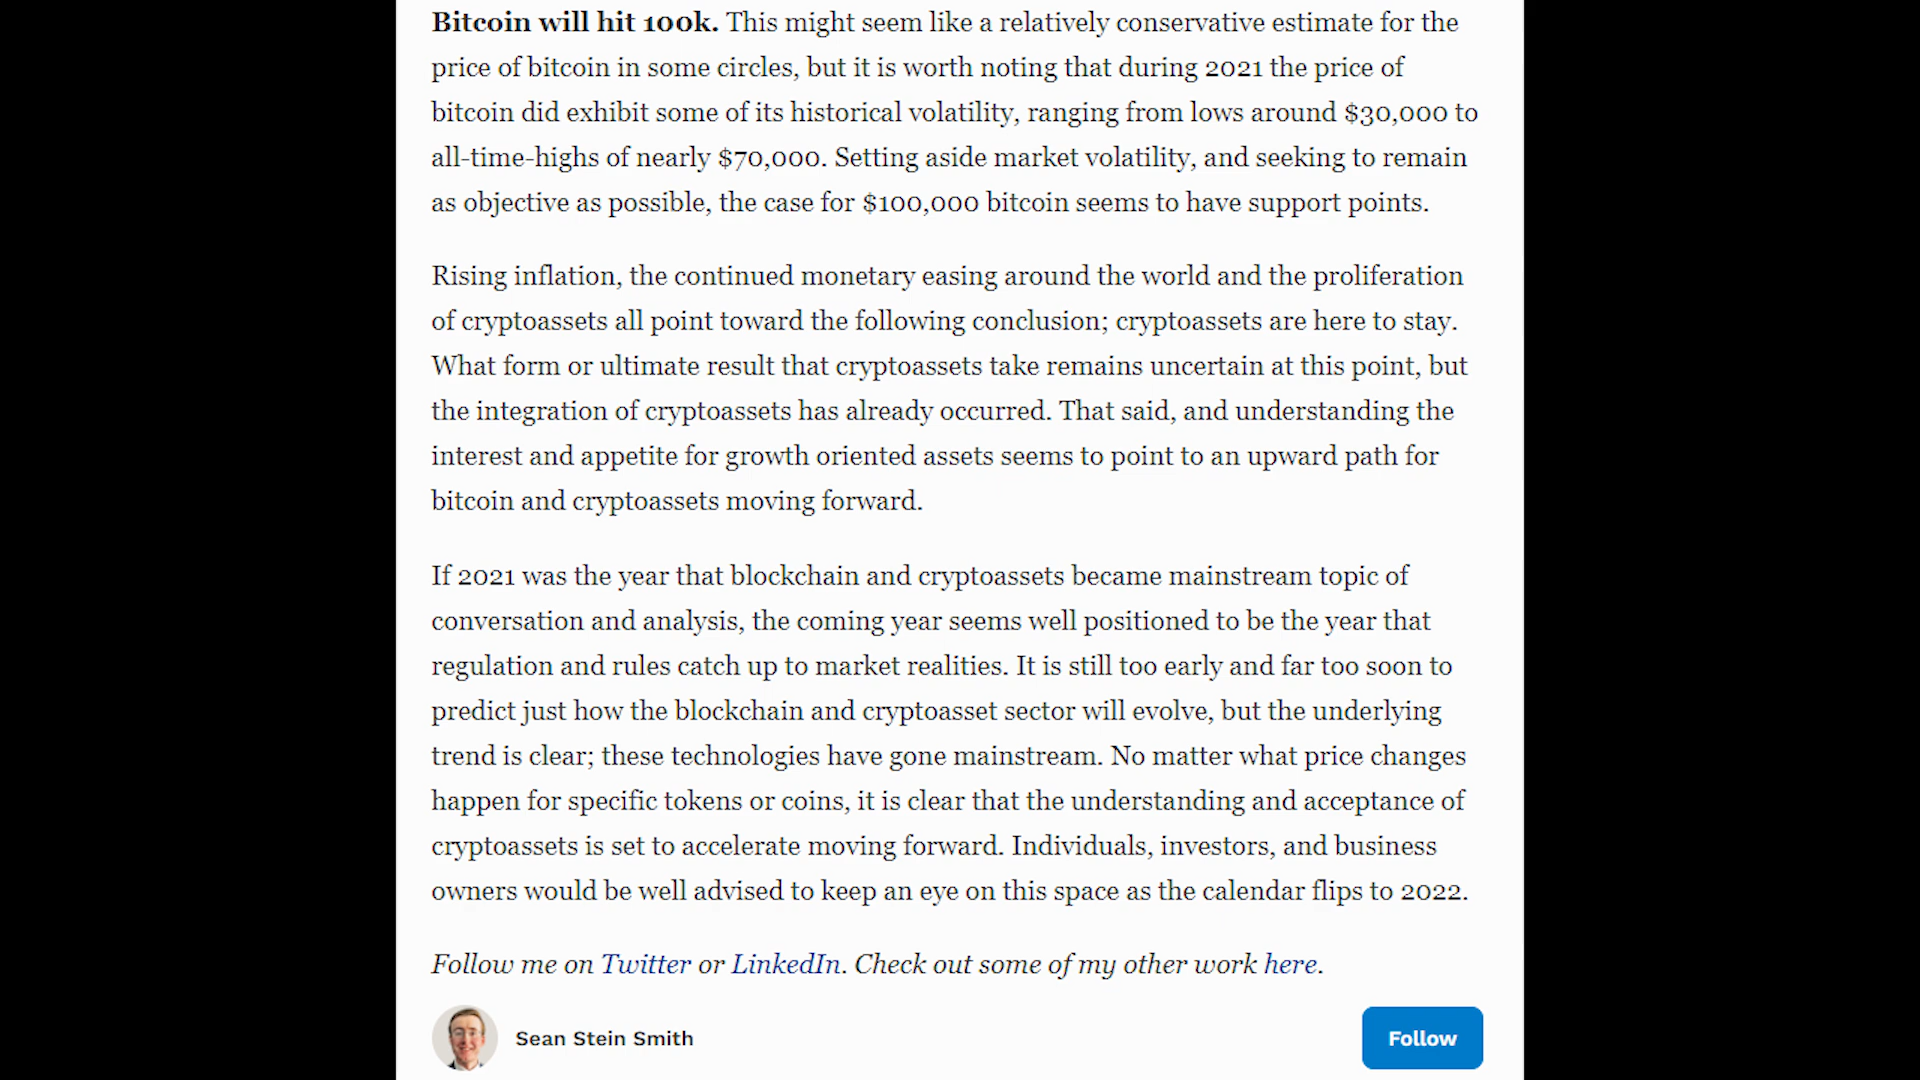 Bitcoin will hit 100k. This might seem like a relatively conservative estimate for the
price of bitcoin in some circles, but it is worth noting that during 2021 the price of
bitcoin did exhibit some of its historical volatility, ranging from lows around $30,000 to
all-time-highs of nearly $70,000. Setting aside market volatility, and seeking to remain
as objective as possible, the case for $100,000 bitcoin seems to have support points.
Rising inflation, the continued monetary easing around the world and the proliferation
of cryptoassets all point toward the following conclusion; cryptoassets are here to stay.
What form or ultimate result that cryptoassets take remains uncertain at this point, but
the integration of cryptoassets has already occurred. That said, and understanding the
interest and appetite for growth oriented assets seems to point to an upward path for
bitcoin and cryptoassets moving forward.
If 2021 was the year that blockchain and cryptoassets became mainstream topic of
conversation and analysis, the coming year seems well positioned to be the year that
regulation and rules catch up to market realities. It is still too early and far too soon to
predict just how the blockchain and cryptoasset sector will evolve, but the underlying
trend is clear; these technologies have gone mainstream. No matter what price changes
happen for specific tokens or coins, it is clear that the understanding and acceptance of
cryptoassets is set to accelerate moving forward. Individuals, investors, and business
owners would be well advised to keep an eye on this space as the calendar flips to 2022.
Follow me on Twitter or LinkedIn. Check out some of my other work here.
Sean Stein Smith
Follow